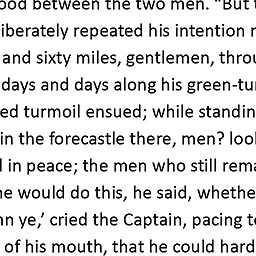 ood between the two men. “But t
liberately repeated his intention r
and sixty miles, gentlemen, throu
days and days along his green-tur
ed turmoil ensued; while standin
in the forecastle there, men? look
l in peace; the men who still rema
he would do this, he said, whethe
nn ye,’ cried the Captain, pacing to
of his mouth, that he could hard